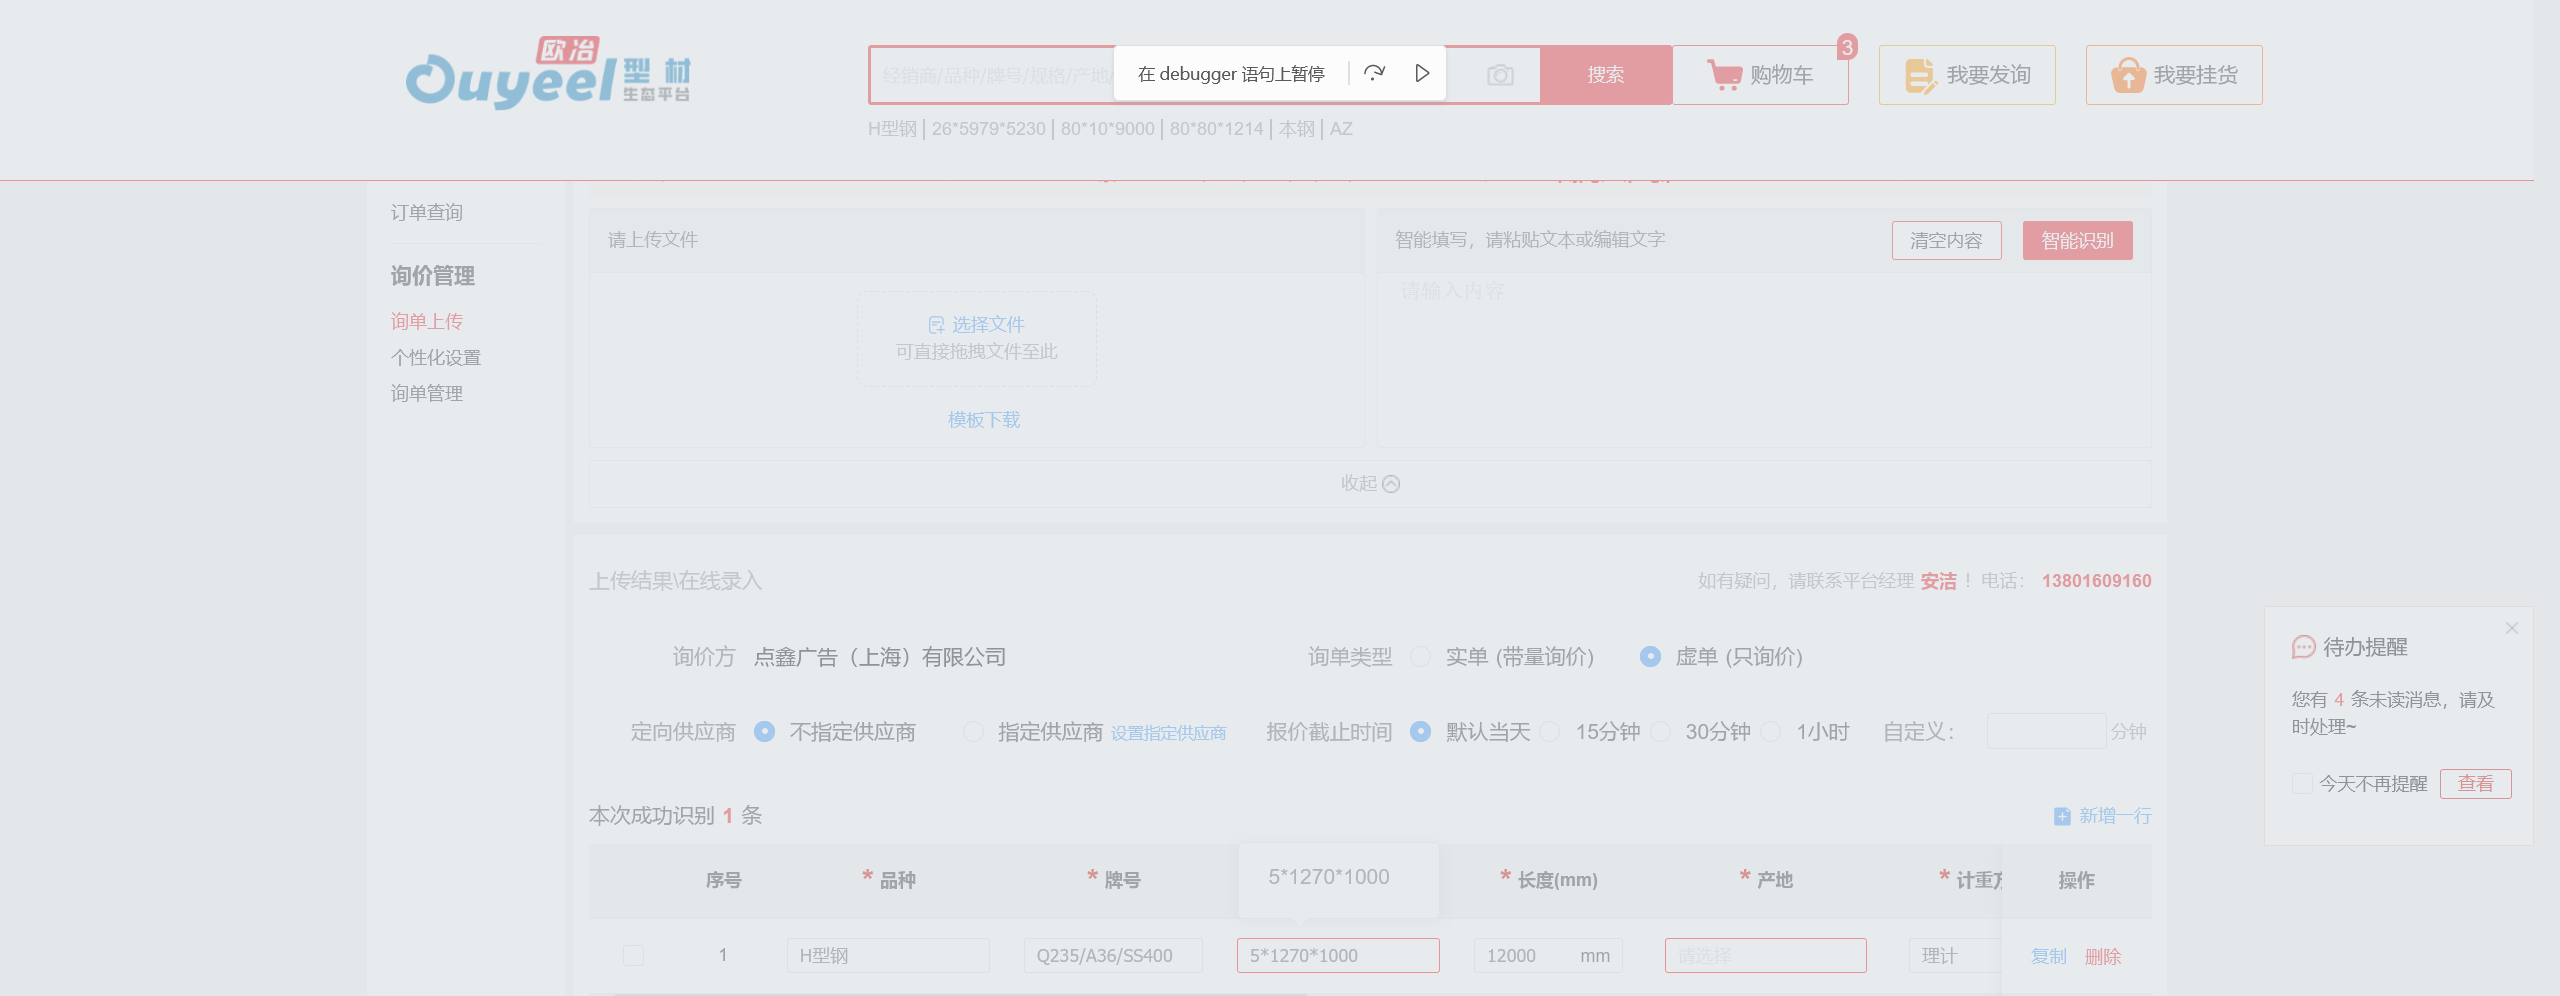 欧冶
Ouyeel
型材
生态平台
经销商/品种/牌号/规格/产地/
在 debugger 语句上暂停
搜索
购物车
3
我要发询
我要挂货
H型钢 | 26*5979*5230 | 80*10*9000 | 80*80*1214 | 本钢 | AZ
订单查询
询价管理
询单上传
个性化设置
询单管理
请上传文件
选择文件
可直接拖拽文件至此
模板下载
智能填写，请粘贴文本或编辑文字
清空内容
智能识别
请输入内容
收起
上传结果\在线录入
如有疑问，请联系平台经理 安洁 ！ 电话： 13801609160
询价方 点鑫广告（上海）有限公司
询单类型 实单 (带量询价) 虚单 (只询价)
定向供应商 不指定供应商 指定供应商 设置指定供应商
报价截止时间 默认当天 15分钟 30分钟 1小时 自定义： 分钟
本次成功识别 1 条
新增一行
序号 * 品种 * 牌号 5*1270*1000 * 长度(mm) * 产地 * 计重方 操作
1 H型钢 Q235/A36/SS400 5*1270*1000 12000 mm 请选择 理计 复制 删除
待办提醒
您有 4 条未读消息，请及
时处理~
今天不再提醒 查看